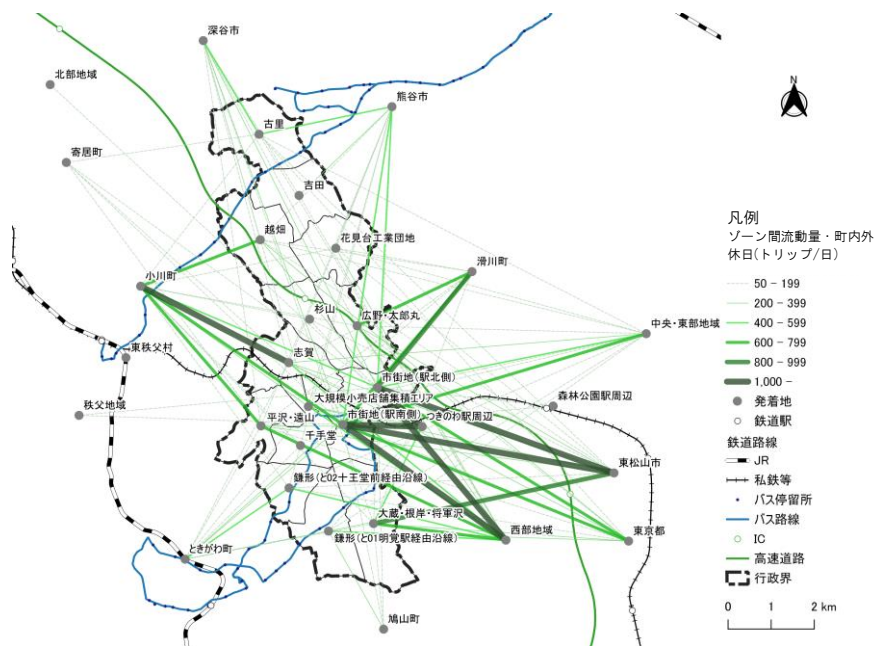 深谷市
北部地域
熊谷市
古里
寄居町
吉田
越畑
花見台工業団地
小川町
滑川町
杉山
広野・太郎丸
中央・東部地域
東秩父村
志賀
市街地(駅北側)
大規模小売店舗集積エリア
森林公園駅周辺
秩父地域
平沢・遠山
市街地(駅南側)
つきのわ駅周辺
千手堂
東松山市
鎌形(と02十王堂前経由沿線)
大蔵・根岸・将軍沢
西部地域
東京都
ときがわ町
鎌形(と01明覚駅経由沿線)
鳩山町
N
凡例
ゾーン間流動量・町内外
休日(トリップ/日)
50 - 199
200 - 399
400 - 599
600 - 799
800 - 999
1,000 -
発着地
鉄道駅
鉄道路線
JR
私鉄等
バス停留所
バス路線
IC
高速道路
行政界
0 1 2 km